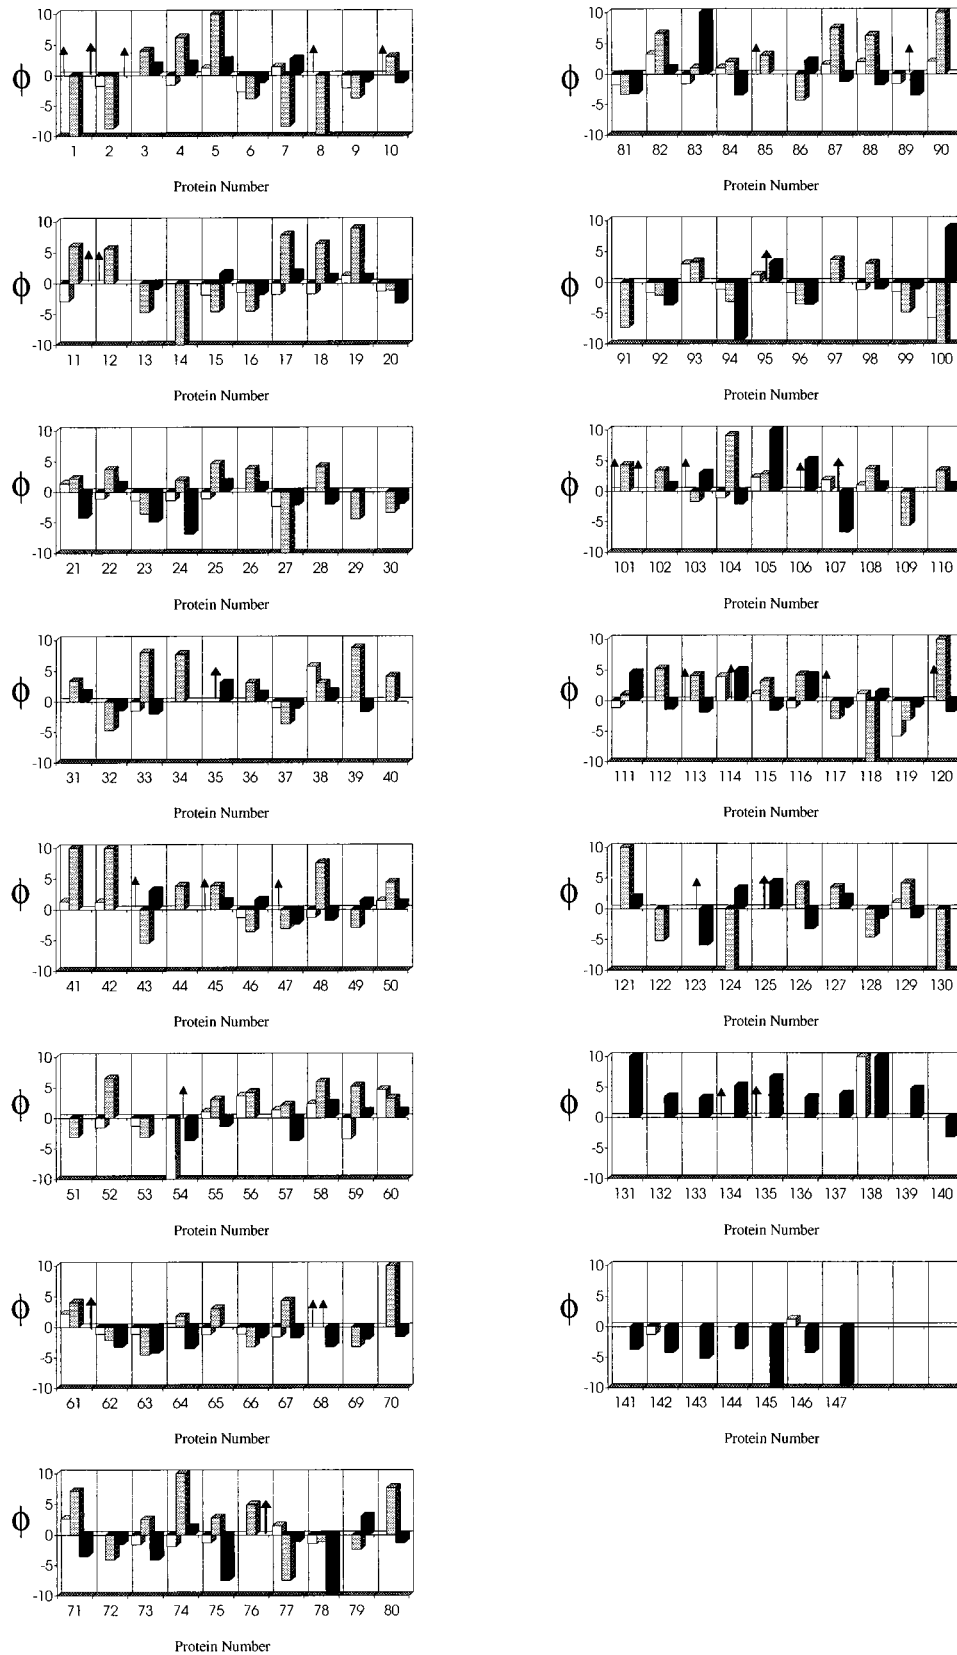 10
5
Φ 0
-5
-10
1 2 3 4 5 6 7 8 9 10
Protein Number
10
5
Φ 0
-5
-10
11 12 13 14 15 16 17 18 19 20
Protein Number
10
5
Φ 0
-5
-10
21 22 23 24 25 26 27 28 29 30
Protein Number
10
5
Φ 0
-5
-10
31 32 33 34 35 36 37 38 39 40
Protein Number
10
5
Φ 0
-5
-10
41 42 43 44 45 46 47 48 49 50
Protein Number
10
5
Φ 0
-5
-10
51 52 53 54 55 56 57 58 59 60
Protein Number
10
5
Φ 0
-5
-10
61 62 63 64 65 66 67 68 69 70
Protein Number
10
5
Φ 0
-5
-10
71 72 73 74 75 76 77 78 79 80
Protein Number
10
5
Φ 0
-5
-10
81 82 83 84 85 86 87 88 89 90
Protein Number
10
5
Φ 0
-5
-10
91 92 93 94 95 96 97 98 99 100
Protein Number
10
5
Φ 0
-5
-10
101 102 103 104 105 106 107 108 109 110
Protein Number
10
5
Φ 0
-5
-10
111 112 113 114 115 116 117 118 119 120
Protein Number
10
5
Φ 0
-5
-10
121 122 123 124 125 126 127 128 129 130
Protein Number
10
5
Φ 0
-5
-10
131 132 133 134 135 136 137 138 139 140
Protein Number
10
5
Φ 0
-5
-10
141 142 143 144 145 146 147
Protein Number